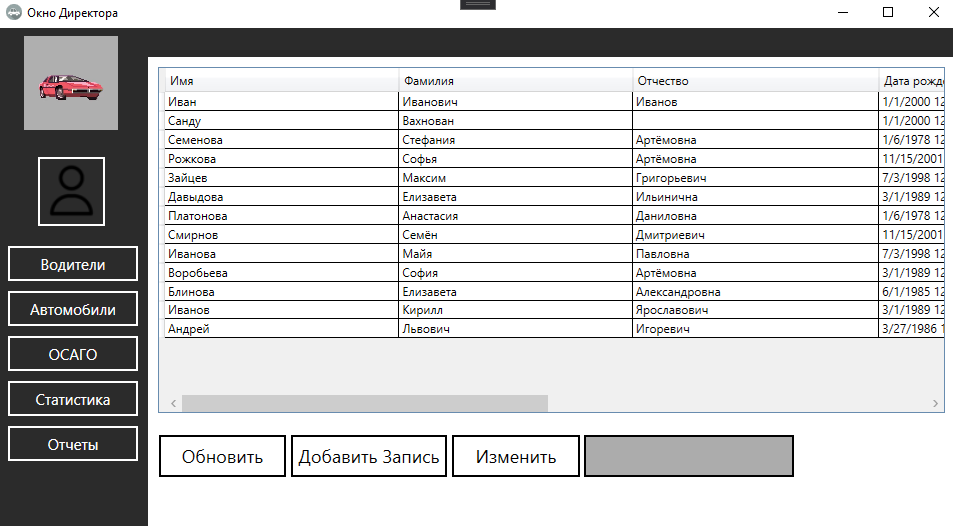 Окно Директора
Водители
Автомобили
ОСАГО
Статистика
Отчеты
Имя Фамилия Отчество Дата рожде
Иван Иванович Иванов 1/1/2000 12
Санду Вахнован 1/1/2000 12
Семенова Стефания Артёмовна 1/6/1978 12
Рожкова Софья Артёмовна 11/15/2001
Зайцев Максим Григорьевич 7/3/1998 12
Давыдова Елизавета Ильинична 3/1/1989 12
Платонова Анастасия Даниловна 1/6/1978 12
Смирнов Семён Дмитриевич 11/15/2001
Иванова Майя Павловна 7/3/1998 12
Воробьева София Артёмовна 3/1/1989 12
Блинова Елизавета Александровна 6/1/1985 12
Иванов Кирилл Ярославович 3/1/1989 12
Андрей Львович Игоревич 3/27/1986 1
Обновить Добавить Запись Изменить